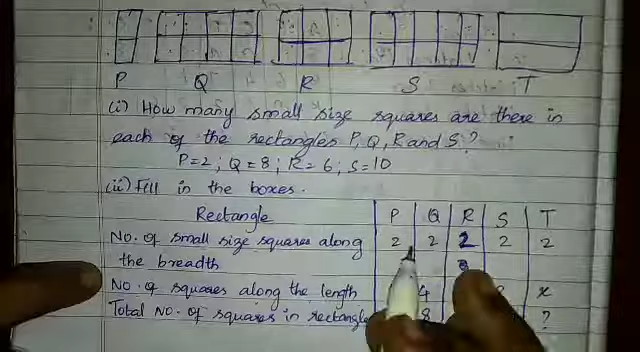 P Q R S T
(i) How many small size squares are there in
each of the rectangles P, Q, R and S?
P=2; Q=8; R=6; S=10
(ii) Fill in the boxes.
Rectangle P Q R S T
No. of small size squares along 2 2 2 2 2
the breadth
No. of squares along the length 4 x
Total No. of squares in rectangle 8 ?